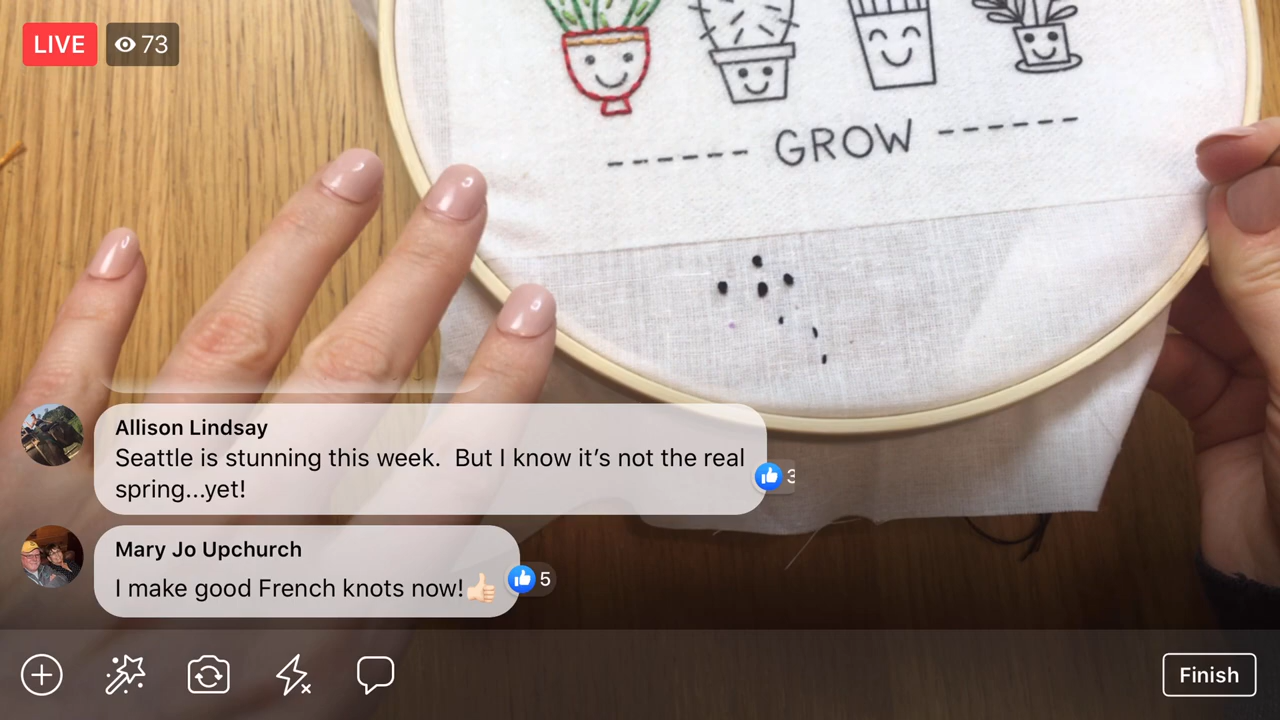 LIVE
73
GROW
Allison Lindsay
Seattle is stunning this week.  But I know it’s not the real
spring...yet!
3
Mary Jo Upchurch
I make good French knots now!👍🏻
5
Finish